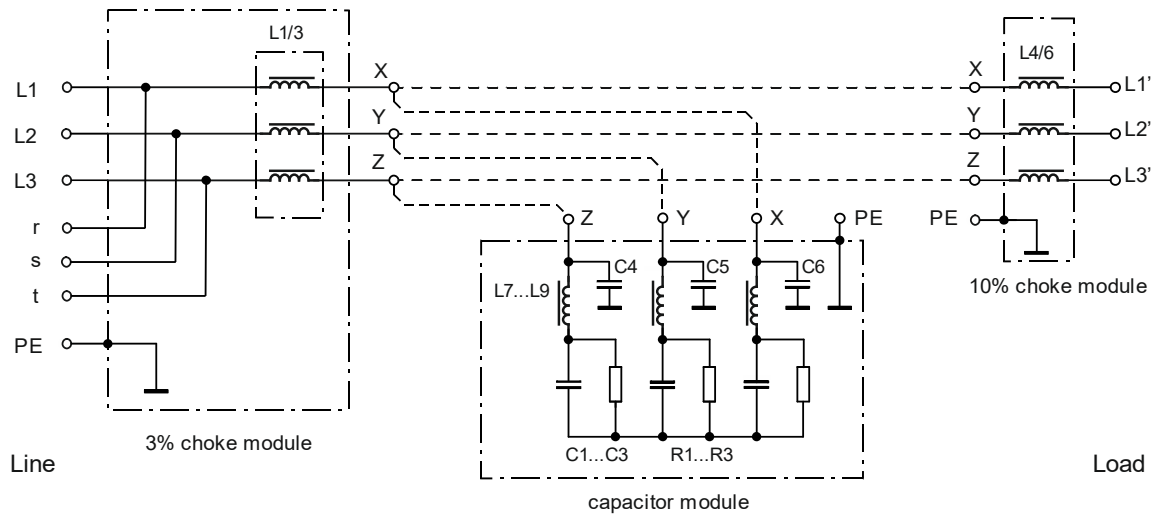 L1/3
L4/6
L1
X
X
L1’
L2
Y
Y
L2’
L3
Z
Z
L3’
r
Z
Y
X
PE
PE
s
C4
C5
C6
t
L7...L9
10% choke module
PE
3% choke module
C1...C3
R1...R3
Line
Load
capacitor module